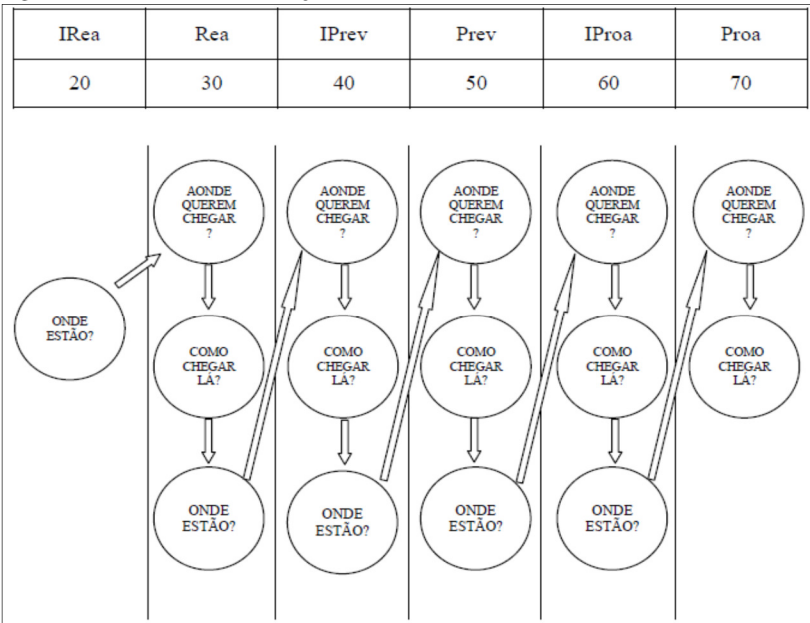 IRea Rea IPrev Prev IProa Proa
20 30 40 50 60 70
ONDE
ESTÃO?
AONDE
QUEREM
CHEGAR
?
COMO
CHEGAR
LÁ?
ONDE
ESTÃO?
AONDE
QUEREM
CHEGAR
?
COMO
CHEGAR
LÁ?
ONDE
ESTÃO?
AONDE
QUEREM
CHEGAR
?
COMO
CHEGAR
LÁ?
ONDE
ESTÃO?
AONDE
QUEREM
CHEGAR
?
COMO
CHEGAR
LÁ?
ONDE
ESTÃO?
AONDE
QUEREM
CHEGAR
?
COMO
CHEGAR
LÁ?